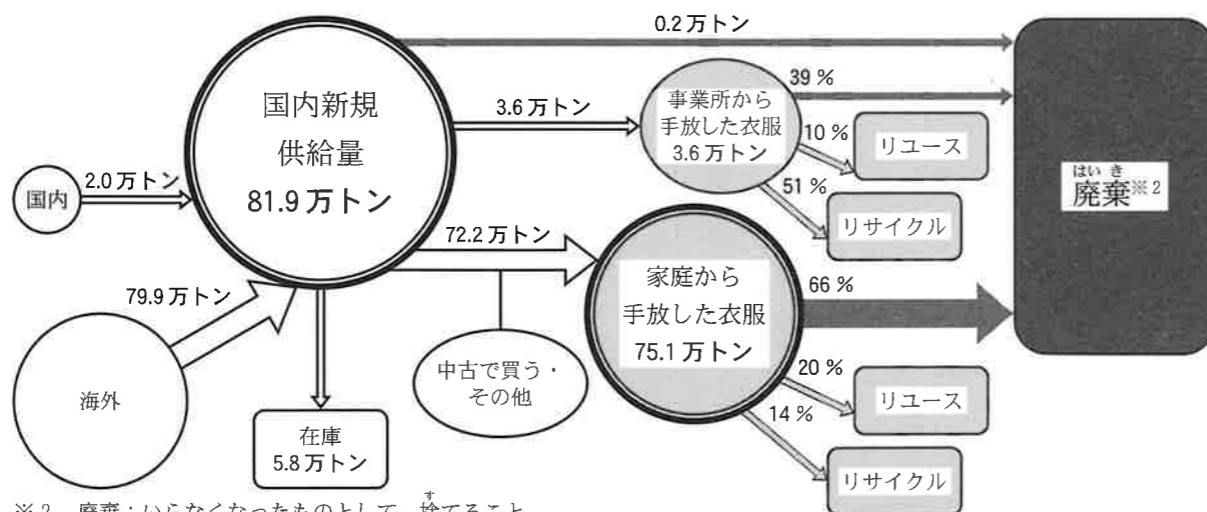 0.2万トン
国内新規
供給量
81.9万トン
国内
2.0万トン
79.9万トン
海外
在庫
5.8万トン
3.6万トン
事業所から
手放した衣服
3.6万トン
39 %
10 %
リユース
51 %
リサイクル
72.2万トン
中古で買う・
その他
家庭から
手放した衣服
75.1万トン
66 %
20 %
リユース
14 %
リサイクル
はいき
廃棄※2
す
※2 廃棄：いらなくなったものとして、捨てること